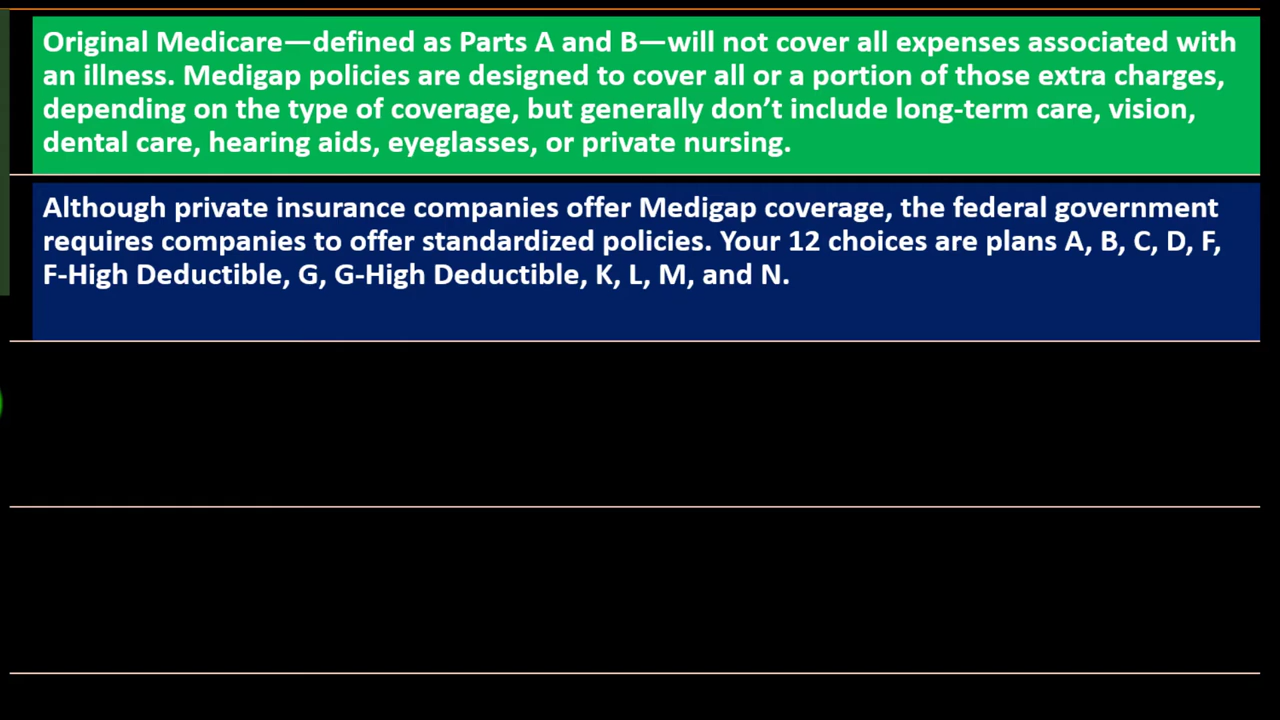 Original Medicare—defined as Parts A and B—will not cover all expenses associated with
an illness. Medigap policies are designed to cover all or a portion of those extra charges,
depending on the type of coverage, but generally don’t include long-term care, vision,
dental care, hearing aids, eyeglasses, or private nursing.
Although private insurance companies offer Medigap coverage, the federal government
requires companies to offer standardized policies. Your 12 choices are plans A, B, C, D, F,
F-High Deductible, G, G-High Deductible, K, L, M, and N.